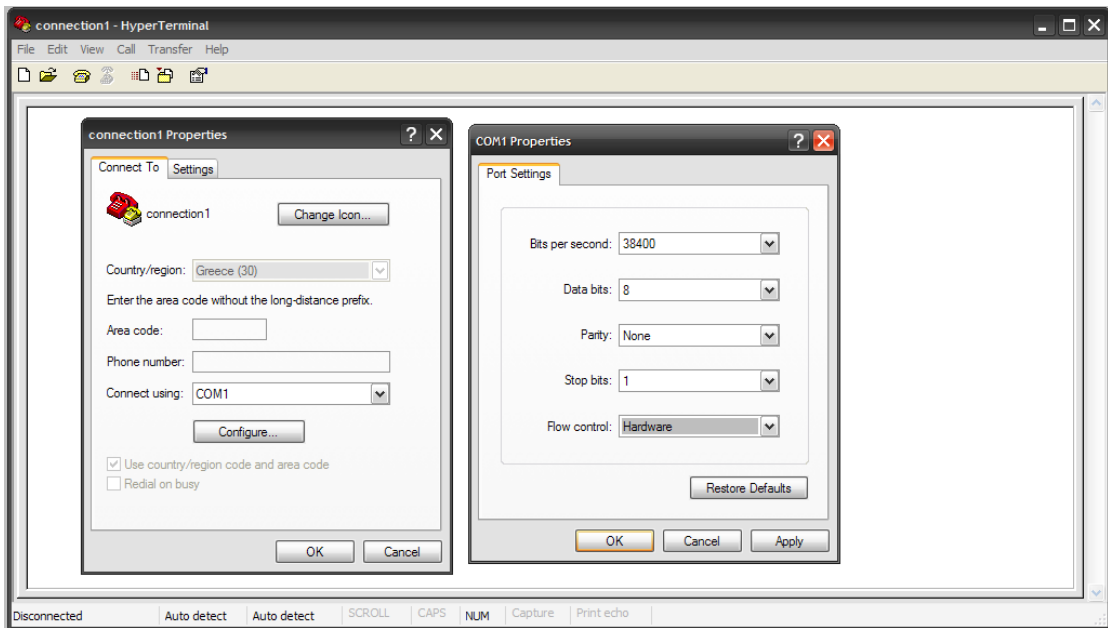 connection1 - HyperTerminal
File Edit View Call Transfer Help
connection1 Properties
Connect To Settings
connection1
Change Icon...
Country/region: Greece (30)
Enter the area code without the long-distance prefix.
Area code:
Phone number:
Connect using: COM1
Configure...
Use country/region code and area code
Redial on busy
OK Cancel
COM1 Properties
Port Settings
Bits per second: 38400
Data bits: 8
Parity: None
Stop bits: 1
Flow control: Hardware
Restore Defaults
OK Cancel Apply
Disconnected Auto detect Auto detect SCROLL CAPS NUM Capture Print echo